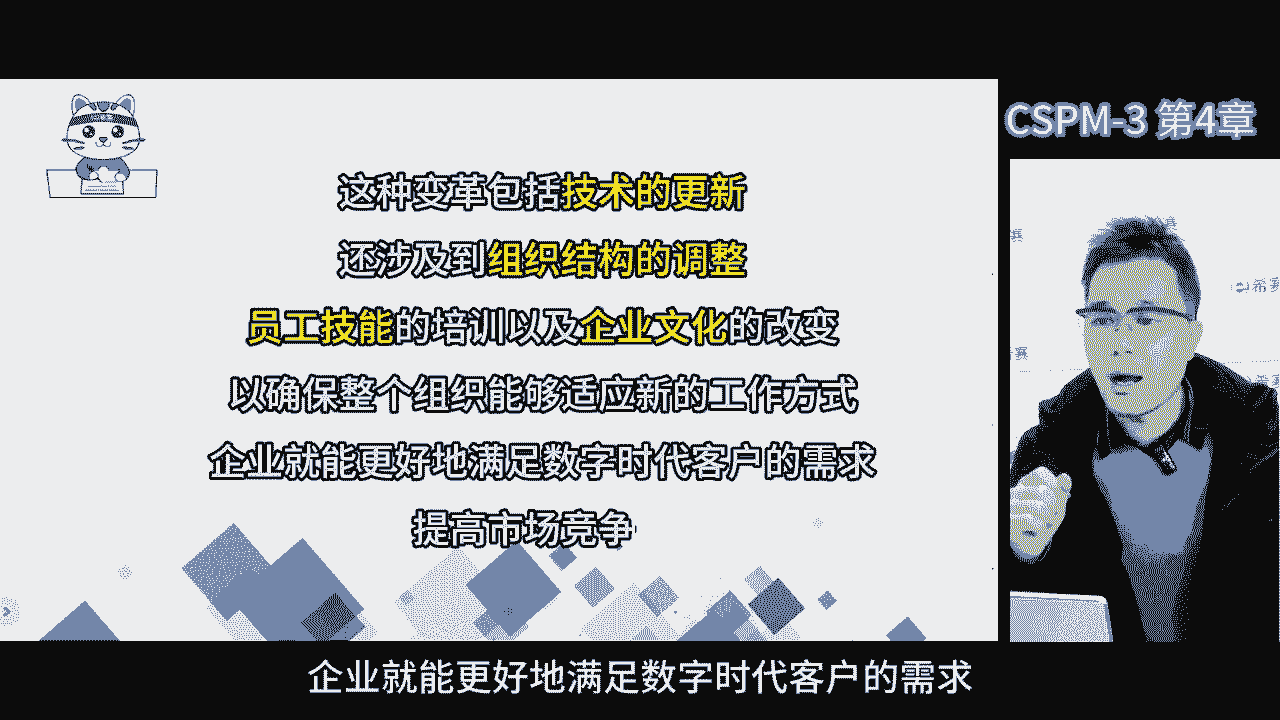 CSPM-3 第4章
这种变革包括技术的更新
还涉及到组织结构的调整
员工技能的培训以及企业文化的改变
以确保整个组织能够适应新的工作方式
企业就能更好地满足数字时代客户的需求
提高市场竞争
企业就能更好地满足数字时代客户的需求